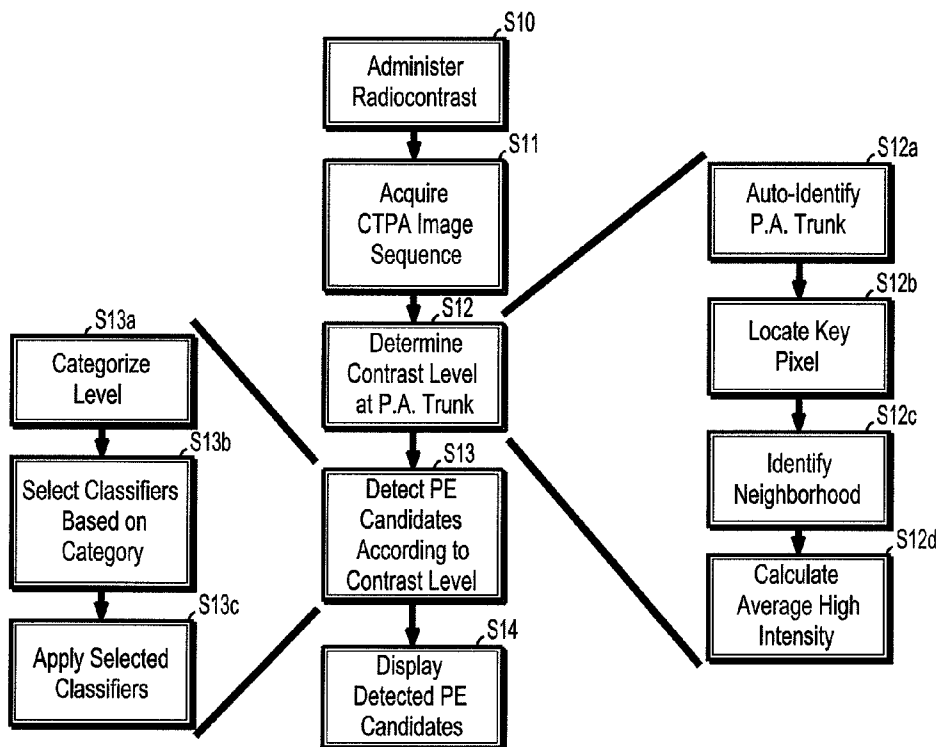 S10
Administer
Radiocontrast
S11
Acquire
CTPA Image
Sequence
S12
Determine
Contrast Level
at P.A. Trunk
S13
Detect PE
Candidates
According to
Contrast Level
S14
Display
Detected PE
Candidates
S12a
Auto-Identify
P.A. Trunk
S12b
Locate Key
Pixel
S12c
Identify
Neighborhood
S12d
Calculate
Average High
Intensity
S13a
Categorize
Level
S13b
Select Classifiers
Based on
Category
S13c
Apply Selected
Classifiers